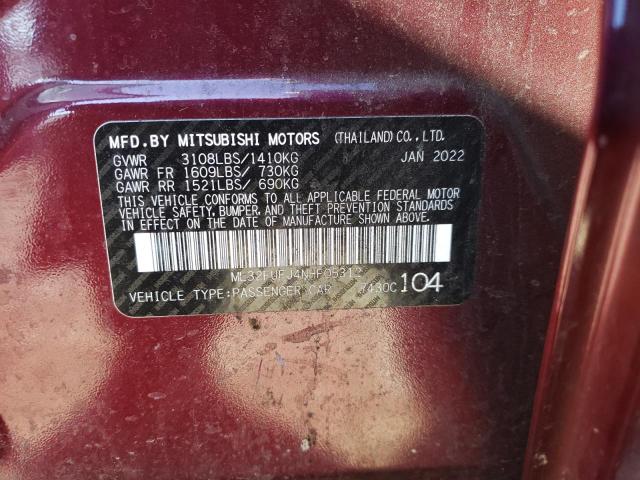 MFD.BY MITSUBISHI MOTORS (THAILAND)CO.,LTD.
GVWR 3108LBS/1410KG JAN 2022
GAWR FR 1609LBS/ 730KG
GAWR RR 1521LBS/ 690KG
THIS VEHICLE CONFORMS TO ALL APPLICABLE FEDERAL MOTOR
VEHICLE SAFETY, BUMPER, AND THEFT PREVENTION STANDARDS
IN EFFECT ON THE DATE OF MANUFACTURE SHOWN ABOVE.
ML32FUFJ4NHF05312
VEHICLE TYPE:PASSENGER CAR 7430C 104